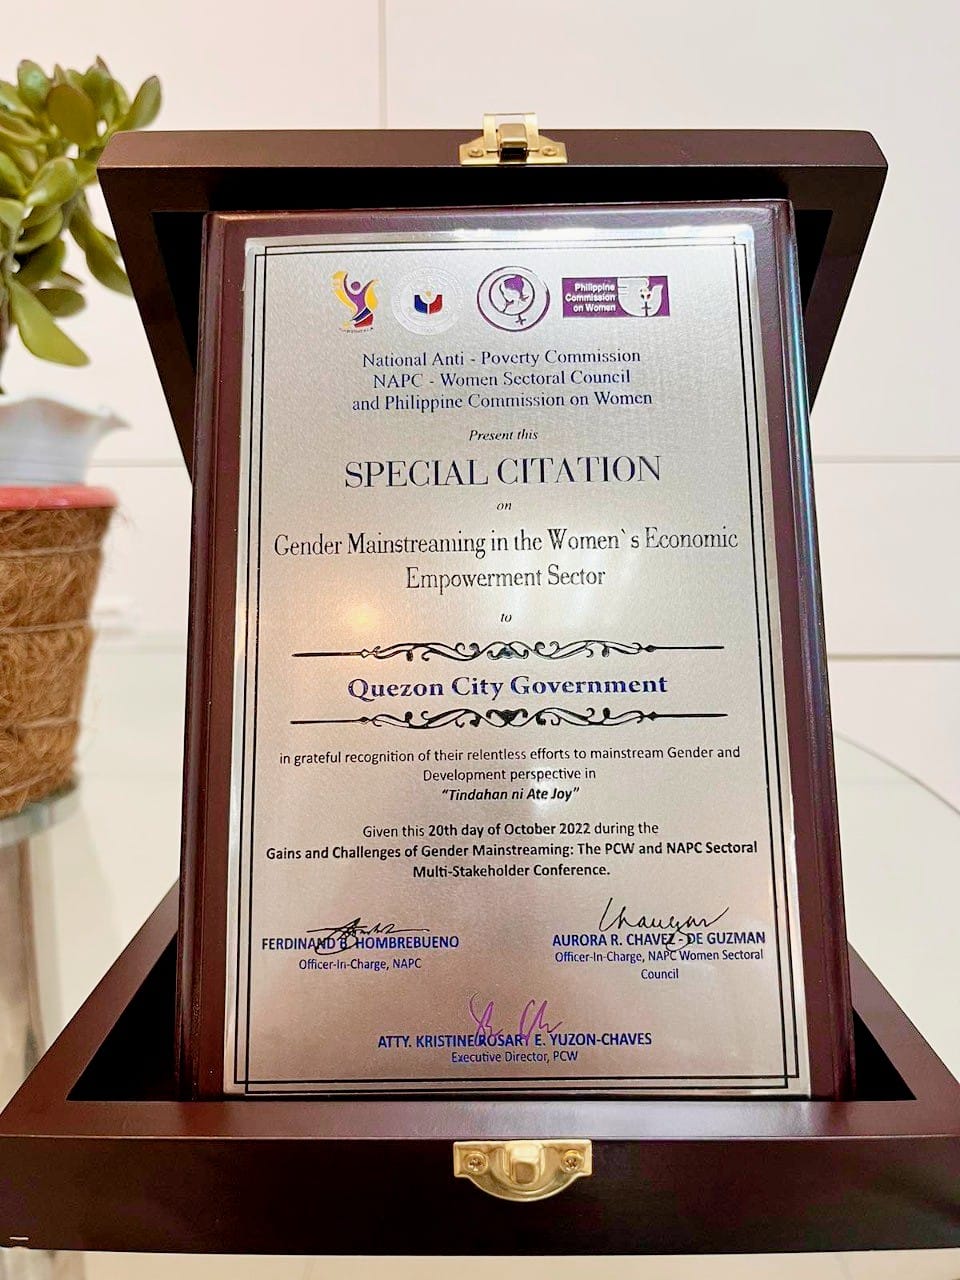 Philippine
Commission
on Women
National Anti - Poverty Commission
NAPC - Women Sectoral Council
and Philippine Commission on Women
Present this
SPECIAL CITATION
on
Gender Mainstreaming in the Women`s Economic
Empowerment Sector
to
Quezon City Government
in grateful recognition of their relentless efforts to mainstream Gender and
Development perspective in
“Tindahan ni Ate Joy”
Given this 20th day of October 2022 during the
Gains and Challenges of Gender Mainstreaming: The PCW and NAPC Sectoral
Multi-Stakeholder Conference.
FERDINAND B. HOMBREBUENO
Officer-In-Charge, NAPC
AURORA R. CHAVEZ - DE GUZMAN
Officer-In-Charge, NAPC Women Sectoral
Council
ATTY. KRISTINE ROSARY E. YUZON-CHAVES
Executive Director, PCW